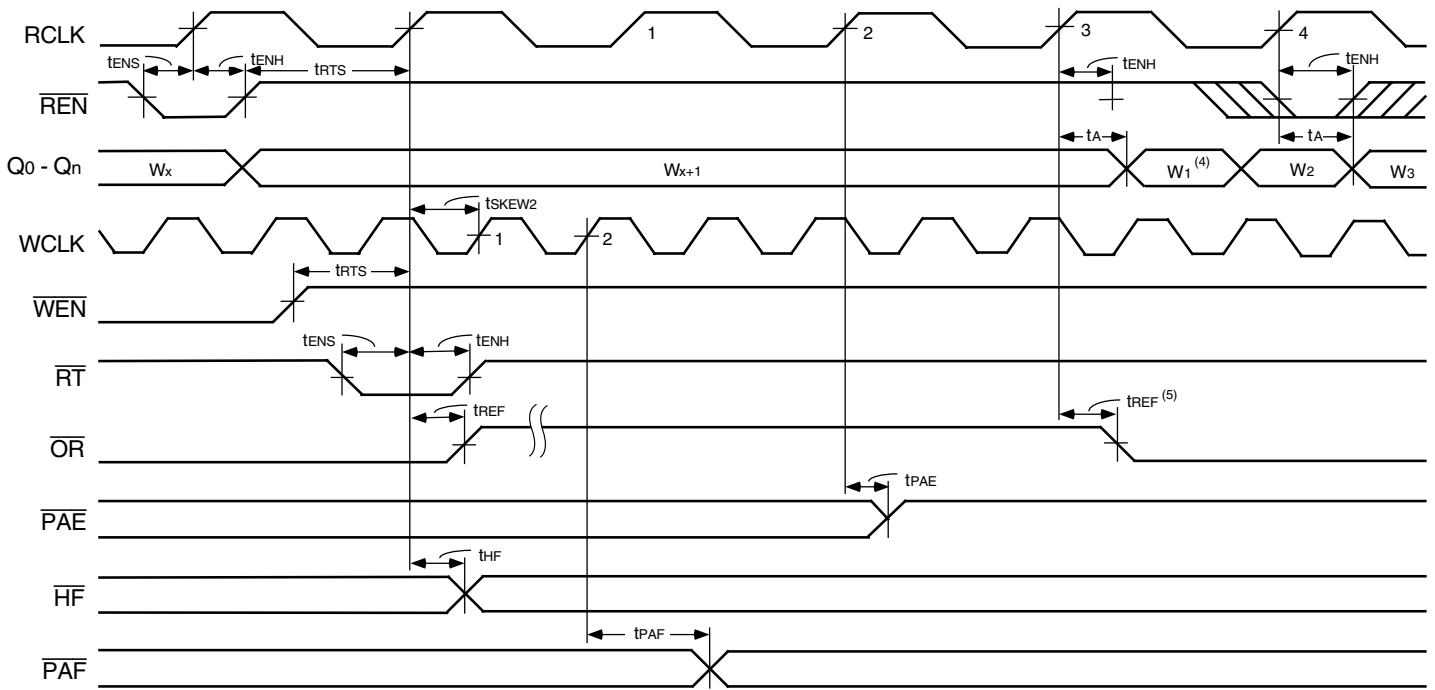 RCLK 1 2 3 4
tENS tENH tRTS tENH tENH
REN
tA tA
Q0 - Qn Wx Wx+1 W1 (4) W2 W3
tSKEW2
WCLK 1 2
tRTS
WEN
tENS tENH
RT
tREF tREF (5)
OR
tPAE
PAE
tHF
HF
tPAF
PAF